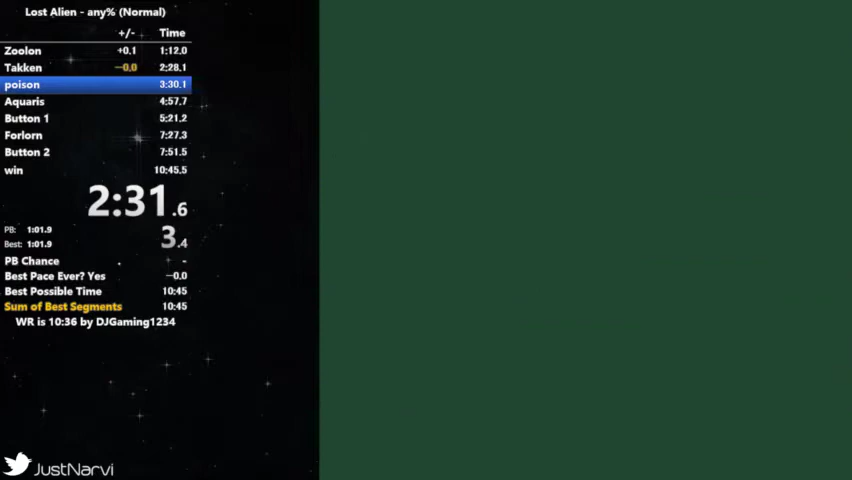 Lost Alien - any% (Normal)
+/- Time
Zoolon +0.1 1:12.0
Takken −0.0 2:28.1
poison 3:30.1
Aquaris 4:57.7
Button 1 5:21.2
Forlorn 7:27.3
Button 2 7:51.5
win 10:45.5
2:31.6
PB: 1:01.9
Best: 1:01.9
3.4
PB Chance -
Best Pace Ever? Yes −0.0
Best Possible Time 10:45
Sum of Best Segments 10:45
WR is 10:36 by DJGaming1234
JustNarvi